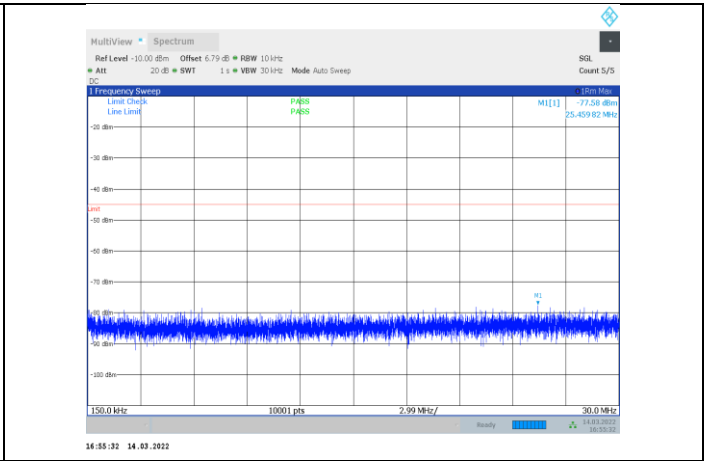 MultiView Spectrum
Ref Level -10.00 dBm Offset 6.79 dB RBW 10 kHz SGL
Att 20 dB SWT 1 s VBW 30 kHz Mode Auto Sweep Count 5/5
DC
1 Frequency Sweep 1Rm Max
Limit Check PASS M1[1] -77.58 dBm
Line Limit PASS 25.459 82 MHz
-20 dBm
-30 dBm
-40 dBm
Limit
-50 dBm
-60 dBm
-70 dBm
M1
-80 dBm
-90 dBm
-100 dBm
150.0 kHz 10001 pts 2.99 MHz/ 30.0 MHz
Ready 14.03.2022
16:55:32
16:55:32 14.03.2022